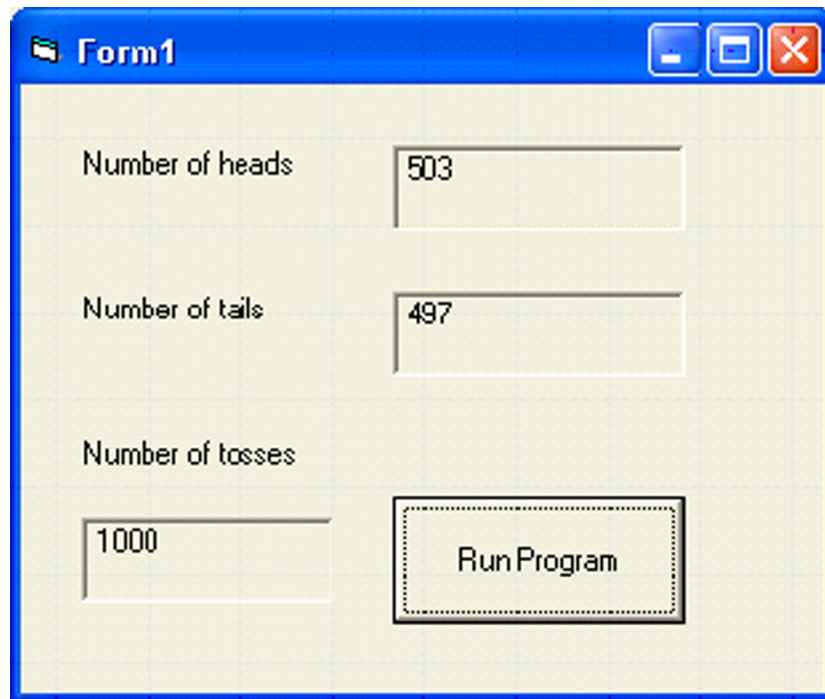 Form1
Number of heads
503
Number of tails
497
Number of tosses
1000
Run Program